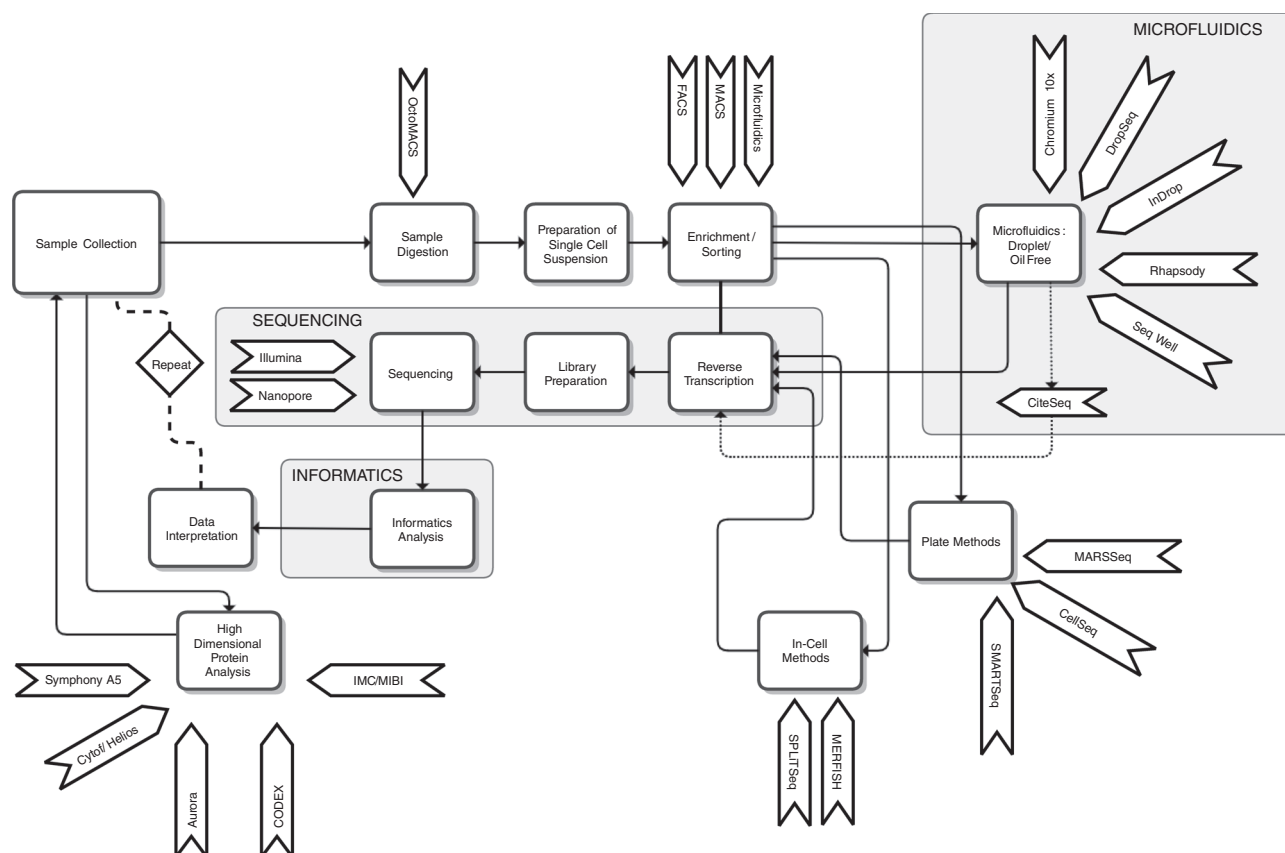 MICROFLUIDICS
OctoMACS
FACS
MACS
Microfluidics
Chromium 10x
DropSeq
InDrop
Rhapsody
Seq Well
CiteSeq
Sample Collection
Sample
Digestion
Preparation of
Single Cell
Suspension
Enrichment/
Sorting
Microfluidics:
Droplet/
Oil Free
SEQUENCING
Illumina
Nanopore
Sequencing
Library
Preparation
Reverse
Transcription
Repeat
INFORMATICS
Data
Interpretation
Informatics
Analysis
Plate Methods
MARSSeq
CellSeq
SMARTSeq
High
Dimensional
Protein
Analysis
Symphony A5
IMC/MIBI
Cytof/ Helios
Aurora
CODEX
In-Cell
Methods
SPLiTSeq
MERFISH